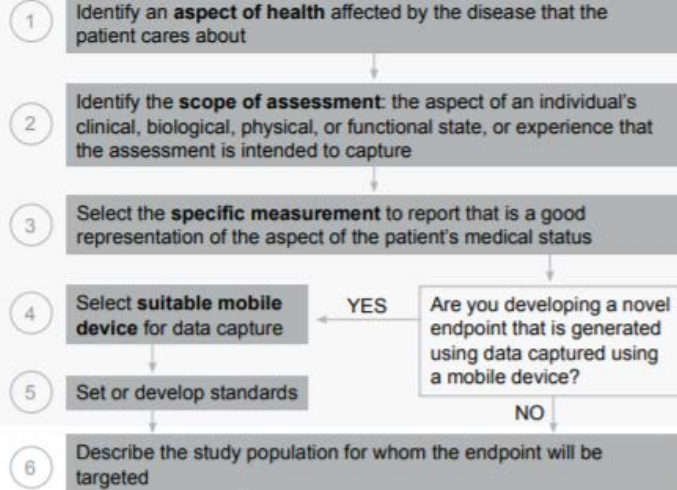 1
Identify an aspect of health affected by the disease that the
patient cares about
2
Identify the scope of assessment: the aspect of an individual's
clinical, biological, physical, or functional state, or experience that
the assessment is intended to capture
3
Select the specific measurement to report that is a good
representation of the aspect of the patient's medical status
4
Select suitable mobile
device for data capture
YES
Are you developing a novel
endpoint that is generated
using data captured using
a mobile device?
5
Set or develop standards
NO
6
Describe the study population for whom the endpoint will be
targeted